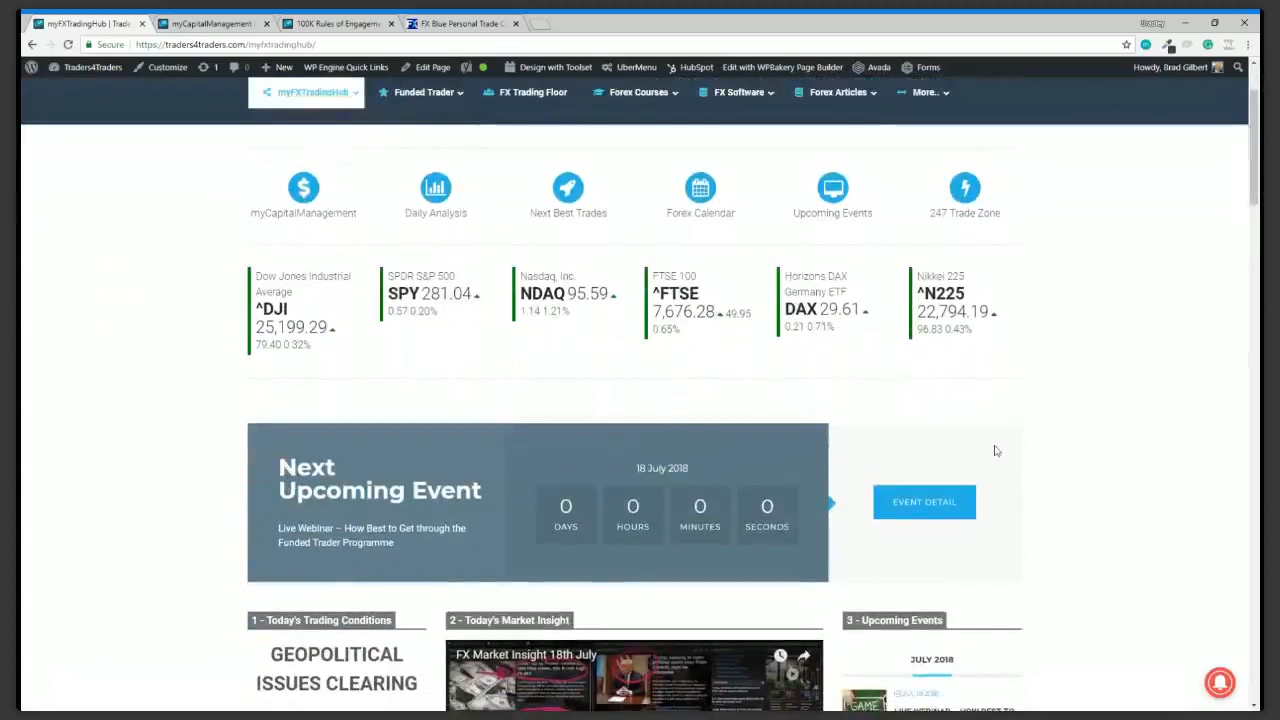 myFXTradingHub | Trade
myCapitalManagement
100K Rules of Engagem
FX Blue Personal Trade C
Bradley
Secure
https://traders4traders.com/myfxtradinghub/
Traders4Traders
Customize
1
0
New
WP Engine Quick Links
Edit Page
Design with Toolset
UberMenu
HubSpot
Edit with WPBakery Page Builder
Avada
Forms
Howdy, Brad Gilbert
myFXTradingHub
Funded Trader
FX Trading Floor
Forex Courses
FX Software
Forex Articles
More..
myCapitalManagement
Daily Analysis
Next Best Trades
Forex Calendar
Upcoming Events
247 Trade Zone
Dow Jones Industrial
Average
^DJI
25,199.29
79.40 0.32%
SPDR S&P 500
SPY 281.04
0.57 0.20%
Nasdaq, Inc.
NDAQ 95.59
1.14 1.21%
FTSE 100
^FTSE
7,676.28 49.95
0.65%
Horizons DAX
Germany ETF
DAX 29.61
0.21 0.71%
Nikkei 225
^N225
22,794.19
96.83 0.43%
Next
Upcoming Event
Live Webinar – How Best to Get through the
Funded Trader Programme
18 July 2018
0 0 0 0
DAYS HOURS MINUTES SECONDS
EVENT DETAIL
1 - Today's Trading Conditions
GEOPOLITICAL
ISSUES CLEARING
2 - Today's Market Insight
FX Market Insight 18th July
3 - Upcoming Events
JULY 2018
GAME
LIVE WEBINAR – HOW BEST TO